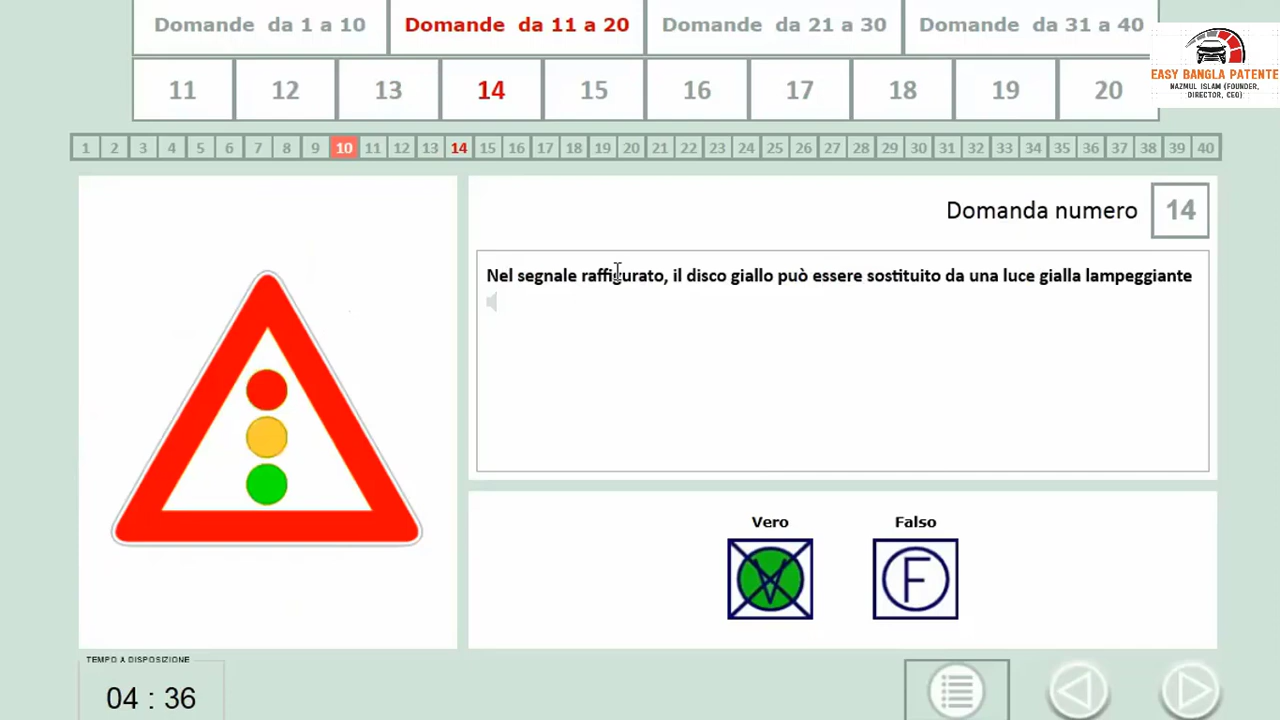 Domande da 1 a 10
Domande da 11 a 20
Domande da 21 a 30
Domande da 31 a 40
11 12 13 14 15 16 17 18 19 20
EASY BANGLA PATENTE
NAZMUL ISLAM (FOUNDER,
DIRECTOR, CEO)
1 2 3 4 5 6 7 8 9 10 11 12 13 14 15 16 17 18 19 20 21 22 23 24 25 26 27 28 29 30 31 32 33 34 35 36 37 38 39 40
Domanda numero 14
Nel segnale raffigurato, il disco giallo può essere sostituito da una luce gialla lampeggiante
Vero Falso
V F
TEMPO A DISPOSIZIONE
04 : 36